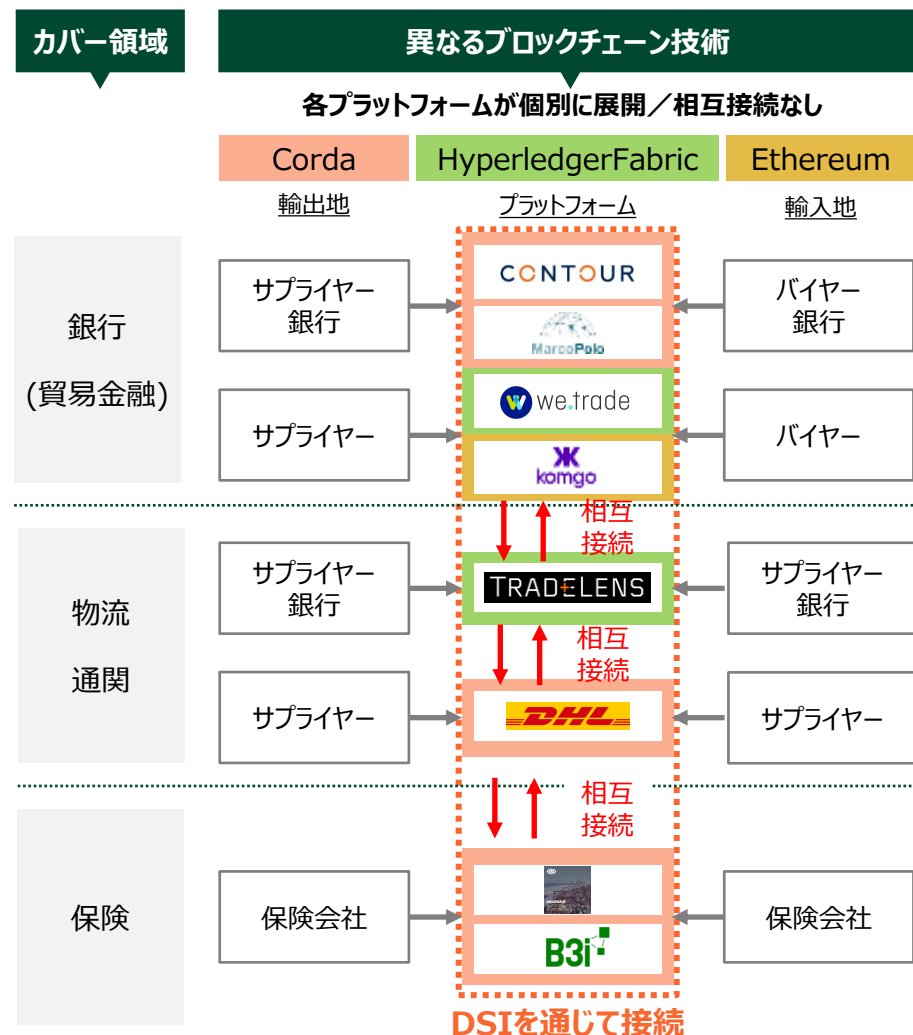 カバー領域
異なるブロックチェーン技術
各プラットフォームが個別に展開／相互接続なし
Corda
HyperledgerFabric
Ethereum
輸出地
プラットフォーム
輸入地
銀行
(貿易金融)
サプライヤー
銀行
CONTOUR
MarcoPolo
バイヤー
銀行
サプライヤー
we.trade
komgo
バイヤー
相互
接続
物流
通関
サプライヤー
銀行
TRADELENS
サプライヤー
銀行
相互
接続
サプライヤー
DHL
サプライヤー
相互
接続
保険
保険会社
B3i
保険会社
DSIを通じて接続